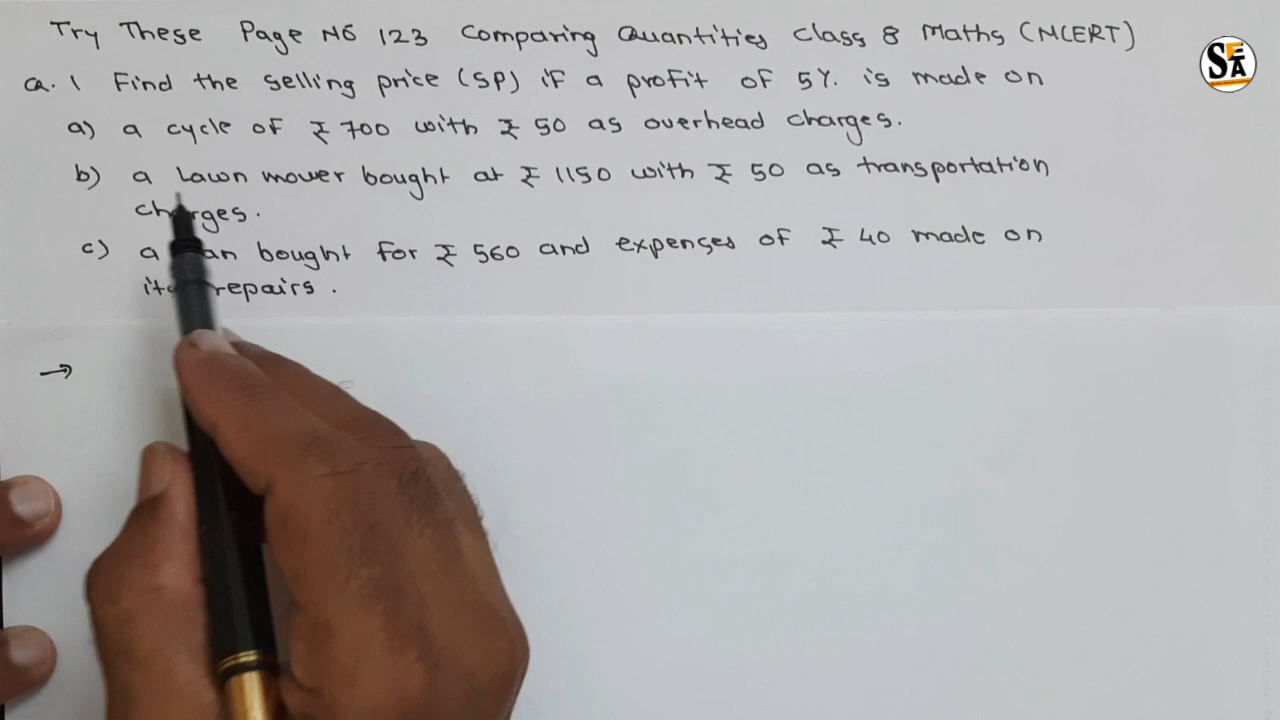 Try These Page No 123 Comparing Quantities Class 8 Maths (NCERT)
Q. 1 Find the selling price (SP) if a profit of 5%. is made on
a) a cycle of ₹ 700 with ₹ 50 as overhead charges.
b) a lawn mower bought at ₹ 1150 with ₹ 50 as transportation
charges.
c) a bought for ₹ 560 and expenses of ₹ 40 made on
repairs.
SFA